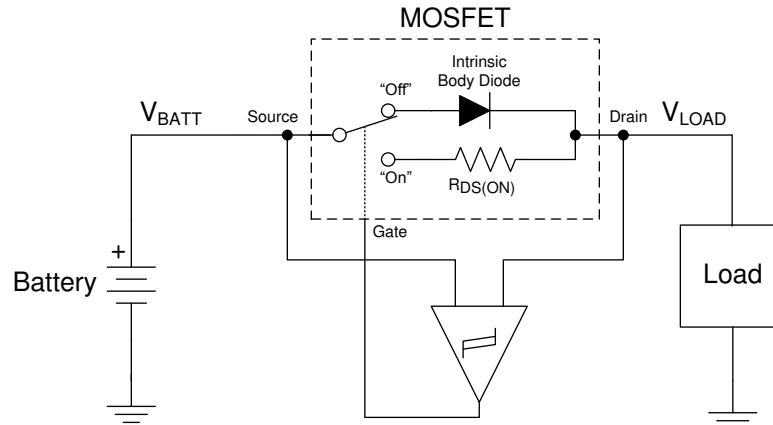 MOSFET
Intrinsic
Body Diode
“Off”
VBATT
Source
Drain
VLOAD
“On”
RDS(ON)
Gate
+
Battery
Load